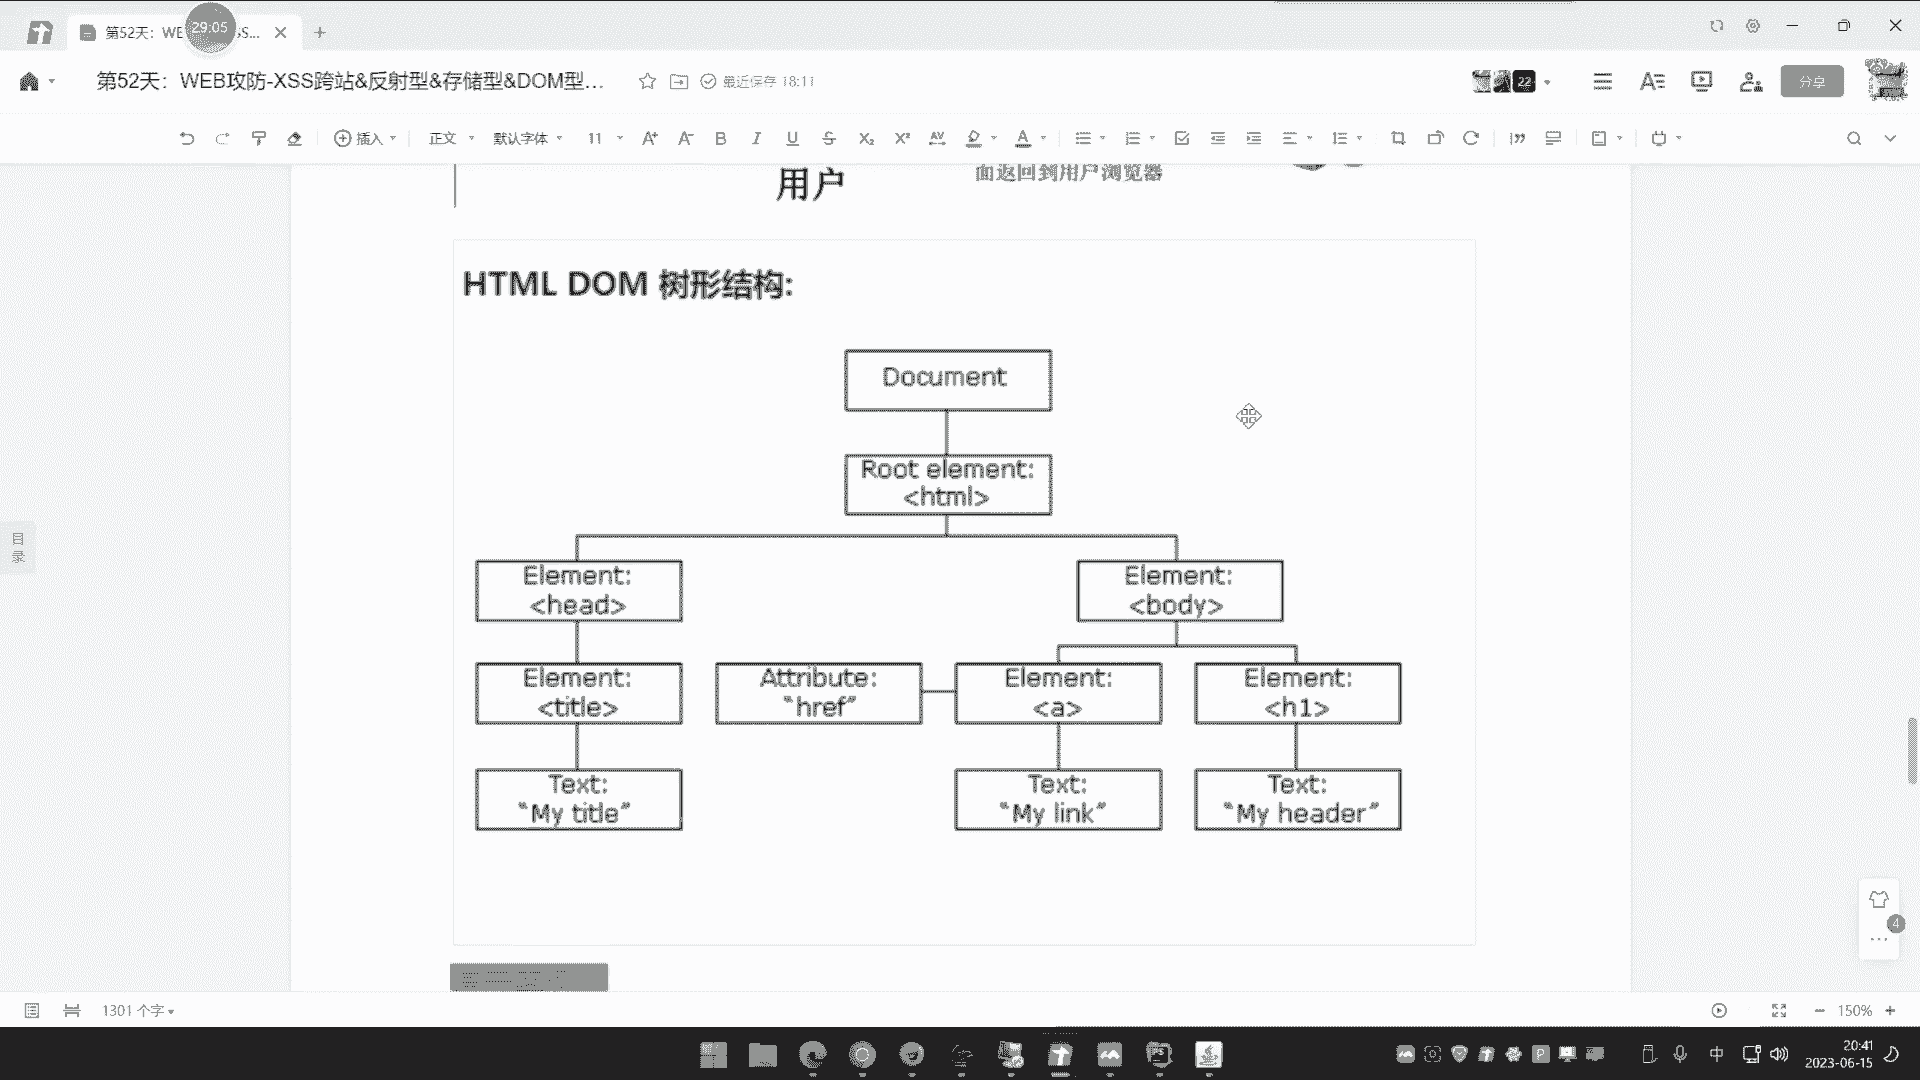 第52天：WE
29:05
SS...
第52天：WEB攻防-XSS跨站&反射型&存储型&DOM型...
最近保存 18:11
22
分享
插入
正文
默认字体
11
用户
面返回到用户浏览器
HTML DOM 树形结构:
Document
Root element:
<html>
Element:
<head>
Element:
<body>
Element:
<title>
Attribute:
“href”
Element:
<a>
Element:
<h1>
Text:
“My title”
Text:
“My link”
Text:
“My header”
目录
4
1301 个字
150%
中
20:41
2023-06-15